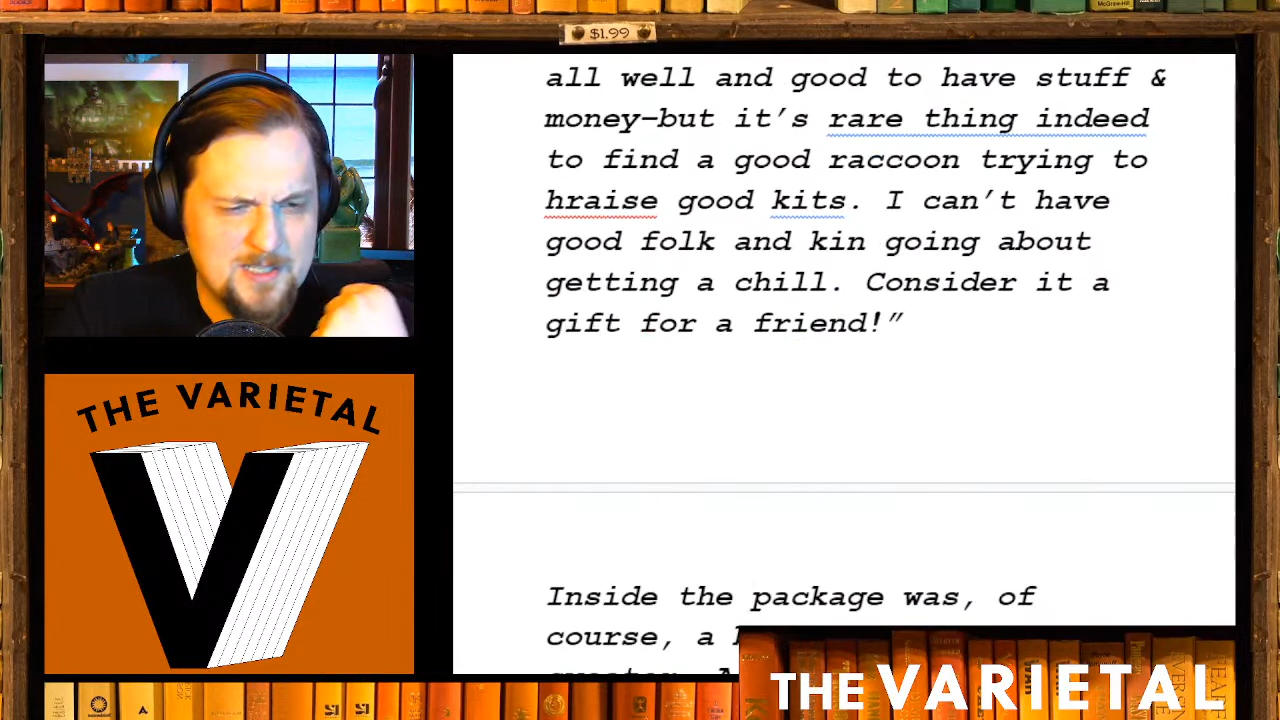 McGraw-Hill
$1.99
all well and good to have stuff &
money—but it’s rare thing indeed
to find a good raccoon trying to
hraise good kits. I can’t have
good folk and kin going about
getting a chill. Consider it a
gift for a friend!”
THE VARIETAL
Inside the package was, of
course, a
THE VARIETAL